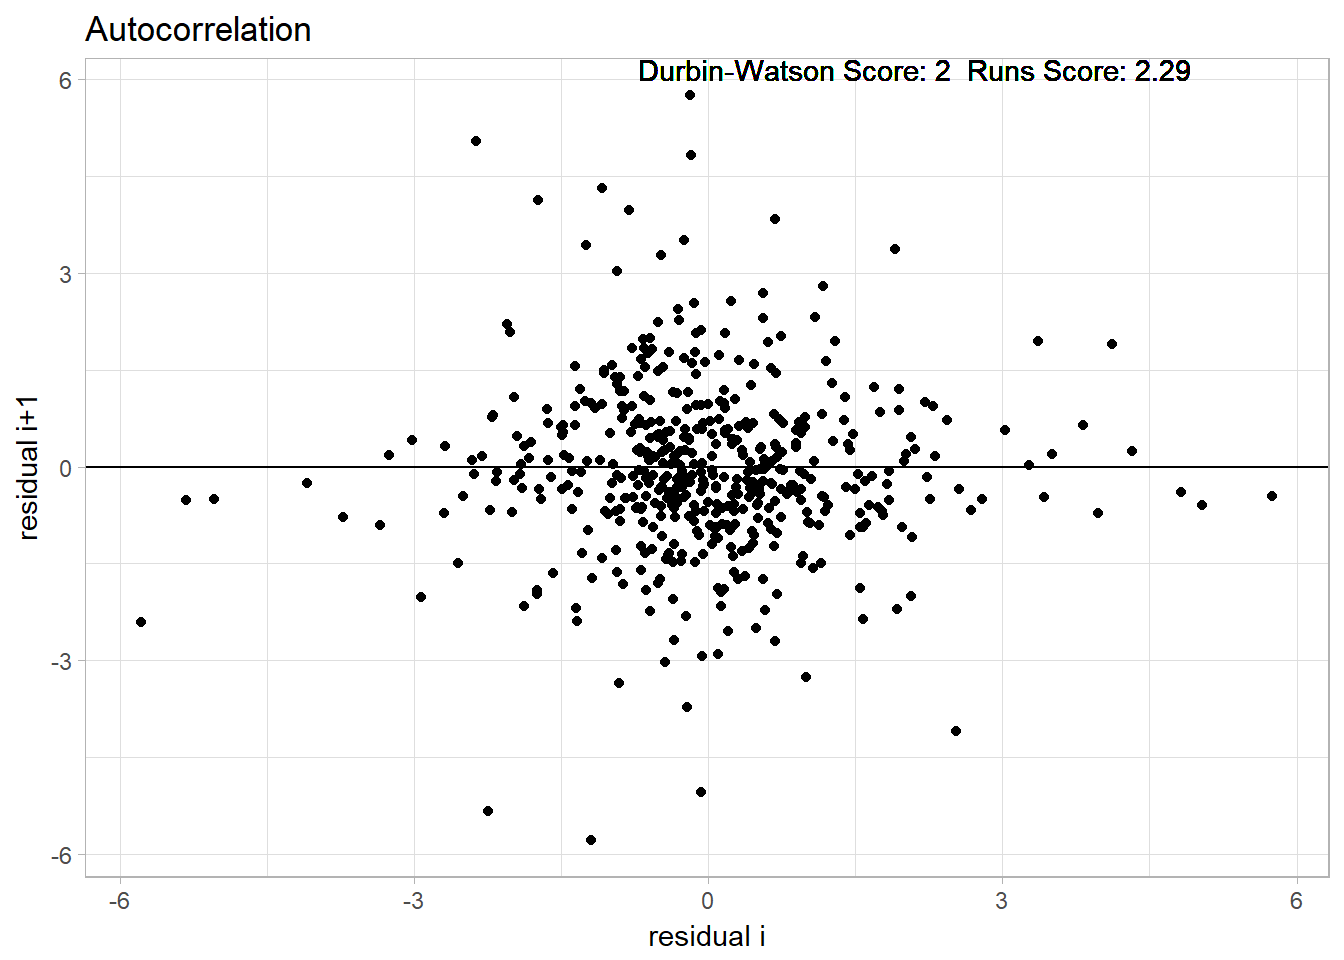 Autocorrelation
Durbin-Watson Score: 2  Runs Score: 2.29
6
3
0
-3
-6
residual i+1
-6
-3
0
3
6
residual i